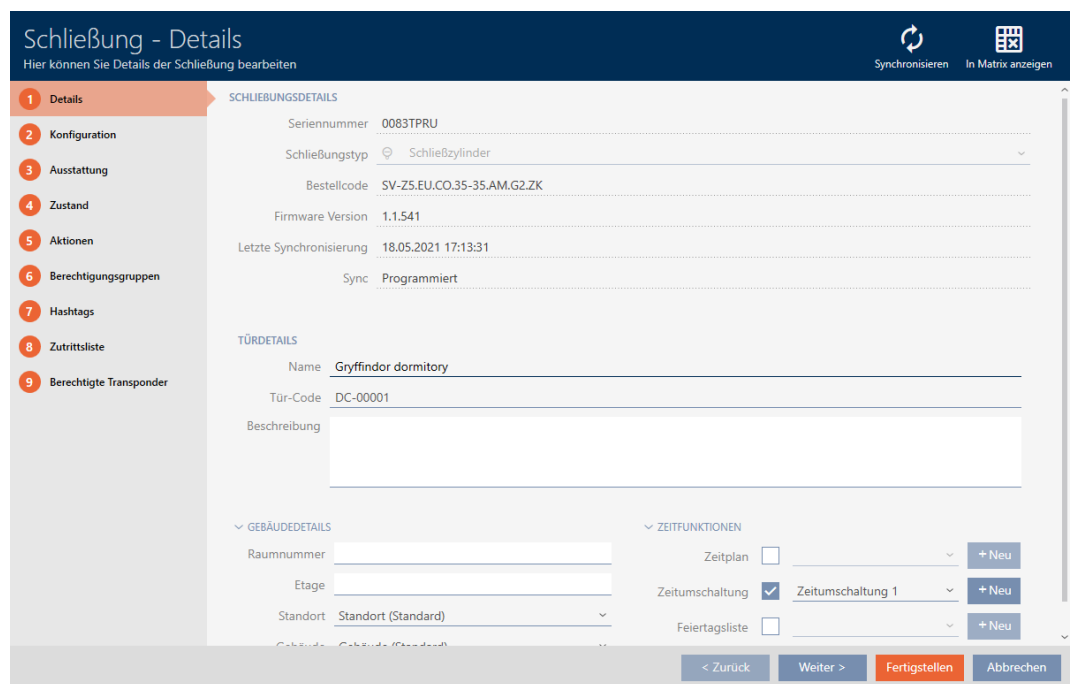 Schließung - Details
Hier können Sie Details der Schließung bearbeiten
Synchronisieren
In Matrix anzeigen
1 Details
2 Konfiguration
3 Ausstattung
4 Zustand
5 Aktionen
6 Berechtigungsgruppen
7 Hashtags
8 Zutrittsliste
9 Berechtigte Transponder
SCHLIEßUNGSDETAILS
Seriennummer 0083TPRU
Schließungstyp Schließzylinder
Bestellcode SV-Z5.EU.CO.35-35.AM.G2.ZK
Firmware Version 1.1.541
Letzte Synchronisierung 18.05.2021 17:13:31
Sync Programmiert
TÜRDETAILS
Name Gryffindor dormitory
Tür-Code DC-00001
Beschreibung
GEBÄUDEDETAILS
Raumnummer
Etage
Standort Standort (Standard)
Gebäude Gebäude (Standard)
ZEITFUNKTIONEN
Zeitplan + Neu
Zeitumschaltung Zeitumschaltung 1 + Neu
Feiertagsliste + Neu
< Zurück
Weiter >
Fertigstellen
Abbrechen